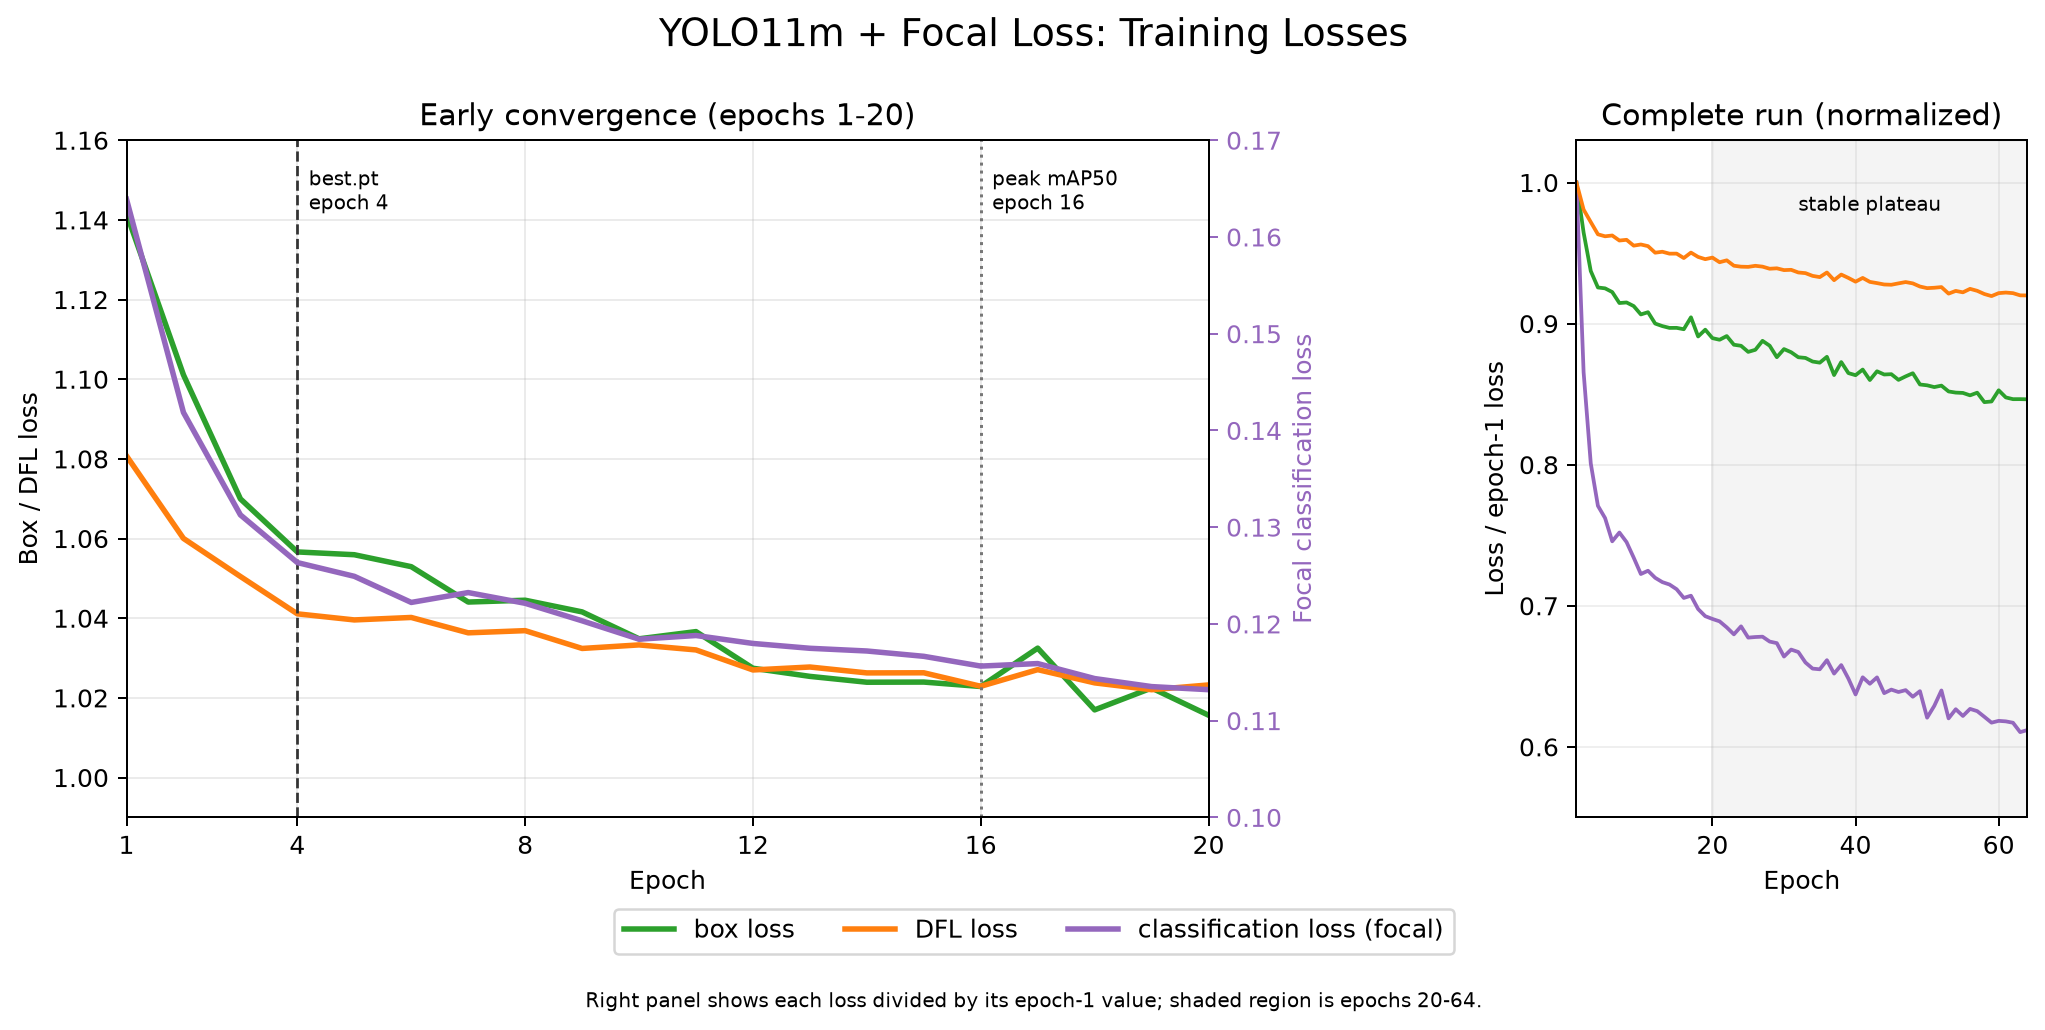 YOLO11m + Focal Loss: Training Losses
Early convergence (epochs 1-20)
Box / DFL loss
1.16
1.14
1.12
1.10
1.08
1.06
1.04
1.02
1.00
best.pt
epoch 4
peak mAP50
epoch 16
0.17
0.16
0.15
0.14
0.13
0.12
0.11
0.10
Focal classification loss
1
4
8
12
16
20
Epoch
Complete run (normalized)
Loss / epoch-1 loss
1.0
0.9
0.8
0.7
0.6
stable plateau
20
40
60
Epoch
box loss
DFL loss
classification loss (focal)
Right panel shows each loss divided by its epoch-1 value; shaded region is epochs 20-64.